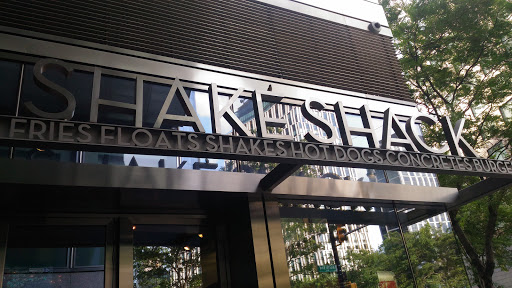 SHAKE SHACK
FRIES FLOATS SHAKES HOT DOGS CONCRETES BURGE